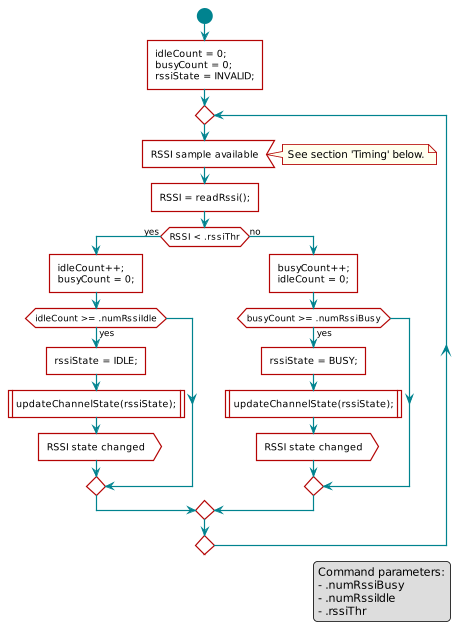 idleCount = 0;
busyCount = 0;
rssiState = INVALID;
RSSI sample available
See section 'Timing' below.
RSSI = readRssi();
yes
RSSI < .rssiThr
no
idleCount++;
busyCount = 0;
busyCount++;
idleCount = 0;
idleCount >= .numRssiIdle
yes
busyCount >= .numRssiBusy
yes
rssiState = IDLE;
rssiState = BUSY;
updateChannelState(rssiState);
updateChannelState(rssiState);
RSSI state changed
RSSI state changed
Command parameters:
- .numRssiBusy
- .numRssiIdle
- .rssiThr